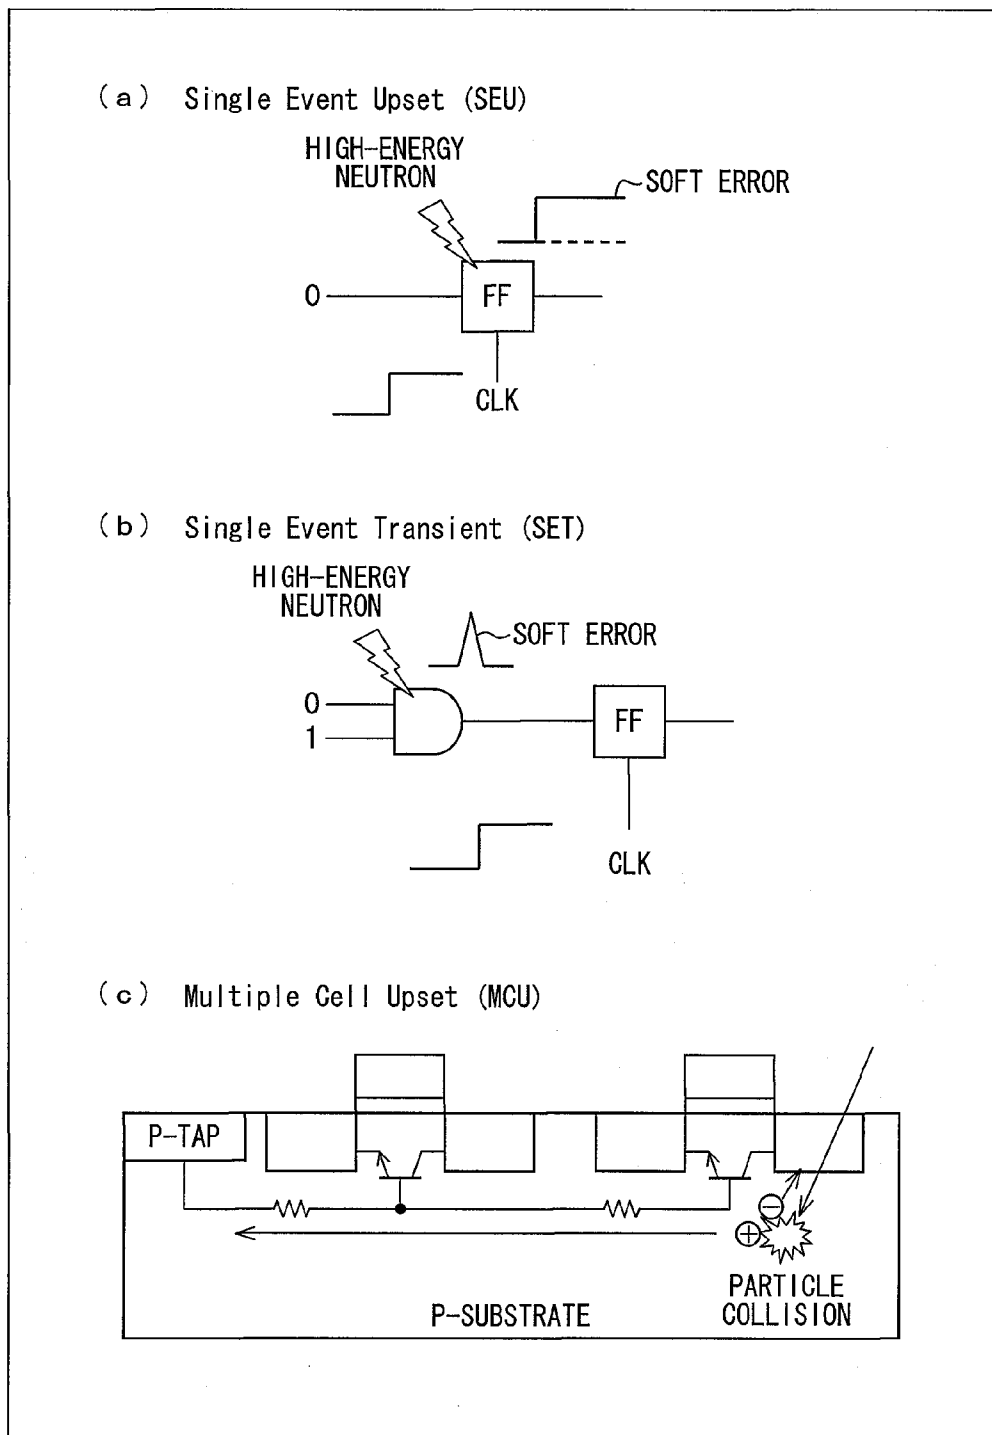 (a) Single Event Upset (SEU)
HIGH-ENERGY
NEUTRON
SOFT ERROR
0
FF
CLK
(b) Single Event Transient (SET)
HIGH-ENERGY
NEUTRON
SOFT ERROR
0
1
FF
CLK
(c) Multiple Cell Upset (MCU)
P-TAP
−
+
PARTICLE
COLLISION
P-SUBSTRATE